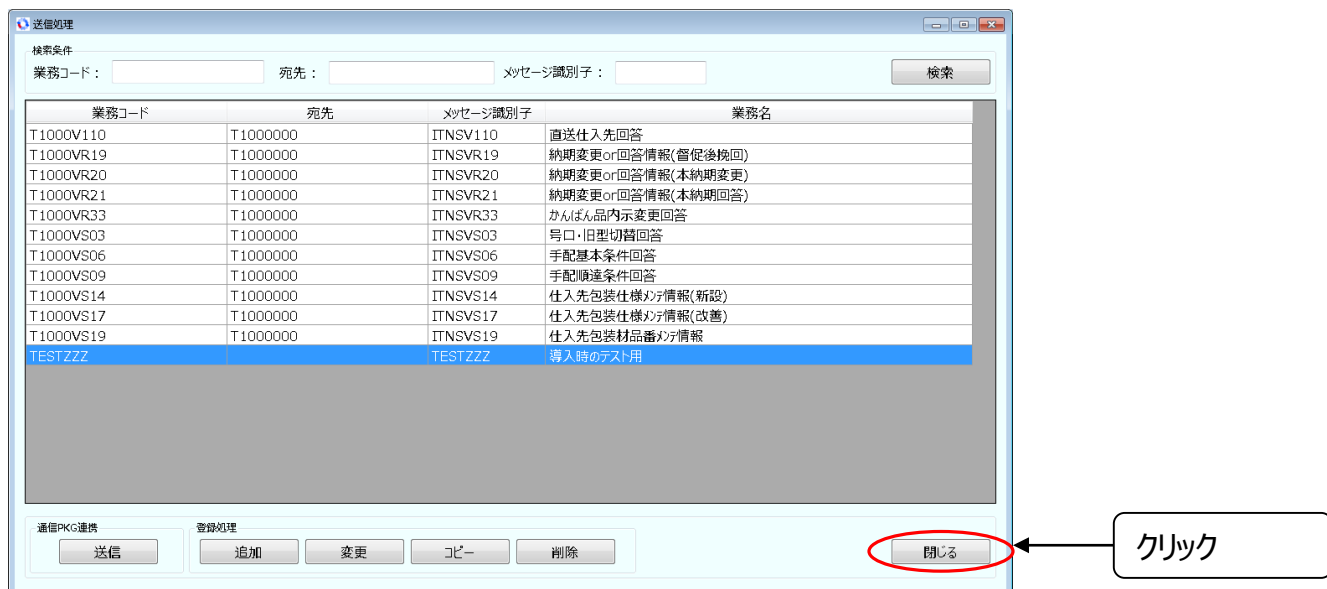 送信処理
検索条件
業務コード： 宛先： メッセージ識別子： 検索
業務コード 宛先 メッセージ識別子 業務名
T1000V110 T1000000 ITNSV110 直送仕入先回答
T1000VR19 T1000000 ITNSVR19 納期変更or回答情報(督促後挽回)
T1000VR20 T1000000 ITNSVR20 納期変更or回答情報(本納期変更)
T1000VR21 T1000000 ITNSVR21 納期変更or回答情報(本納期回答)
T1000VR33 T1000000 ITNSVR33 かんばん品内示変更回答
T1000VS03 T1000000 ITNSVS03 号口・旧型切替回答
T1000VS06 T1000000 ITNSVS06 手配基本条件回答
T1000VS09 T1000000 ITNSVS09 手配順達条件回答
T1000VS14 T1000000 ITNSVS14 仕入先包装仕様ﾒﾝﾃ情報(新設)
T1000VS17 T1000000 ITNSVS17 仕入先包装仕様ﾒﾝﾃ情報(改善)
T1000VS19 T1000000 ITNSVS19 仕入先包装材品番ﾒﾝﾃ情報
TESTZZZ TESTZZZ 導入時のテスト用
通信PKG連携 登録処理
送信 追加 変更 コピー 削除 閉じる
クリック